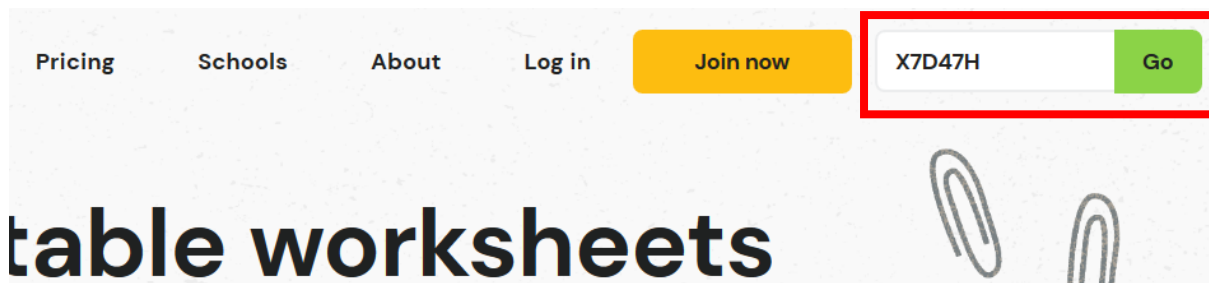 Pricing Schools About Log in Join now X7D47H Go
table worksheets